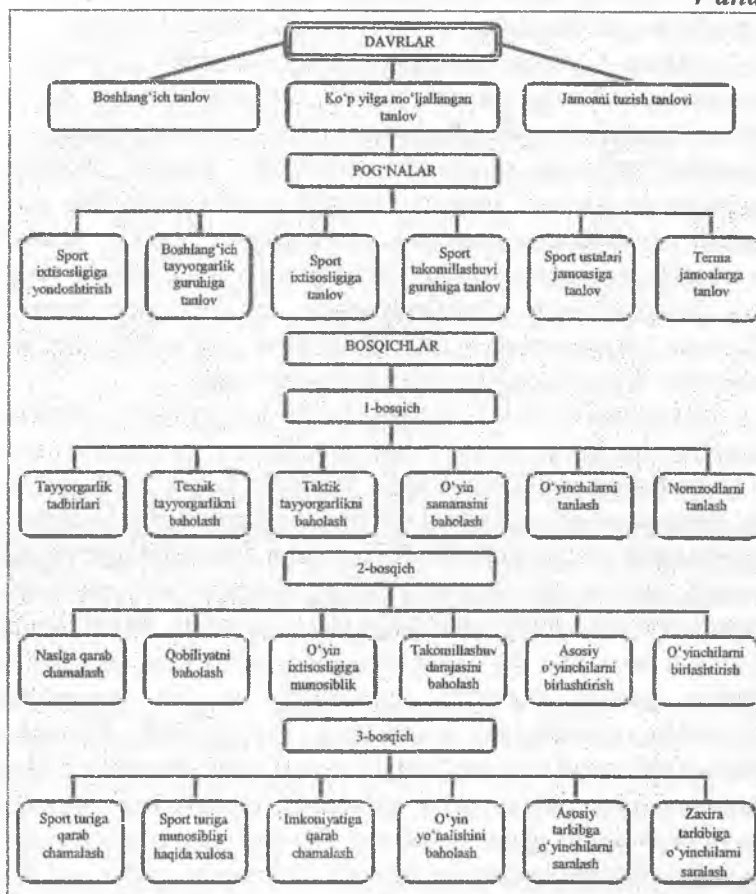 DAVRLAR
Boshlang‘ich tanlov
Ko‘p yilga mo‘ljallangan
tanlov
Jamoani tuzish tanlovi
POG‘NALAR
Sport
ixtisosligiga
yondoshtirish
Boshlang‘ich
tayyorgarlik
guruhiga
tanlov
Sport
ixtisosligiga
tanlov
Sport
takomillashuvi
guruhiga tanlov
Sport ustalari
jamoasiga
tanlov
Terma
jamoalarga
tanlov
BOSQICHLAR
1-bosqich
Tayyorgarlik
tadbirlari
Texnik
tayyorgarlikni
baholash
Taktik
tayyorgarlikni
baholash
O‘yin
samarasini
baholash
O‘yinchilarni
tanlash
Nomzodlarni
tanlash
2-bosqich
Naslga qarab
chamalash
Qobiliyatni
baholash
O‘yin
ixtisosligiga
munosiblik
Takomillashuv
darajasini
baholash
Asosiy
o‘yinchilarni
birlashtirish
O‘yinchilarni
birlashtirish
3-bosqich
Sport turiga
qarab
chamalash
Sport turiga
munosibligi
haqida xulosa
Imkoniyatiga
qarab
chamalash
O‘yin
yo‘nalishini
baholash
Asosiy
tarkibga
o‘yinchilarni
saralash
Zaxira
tarkibiga
o‘yinchilarni
saralash